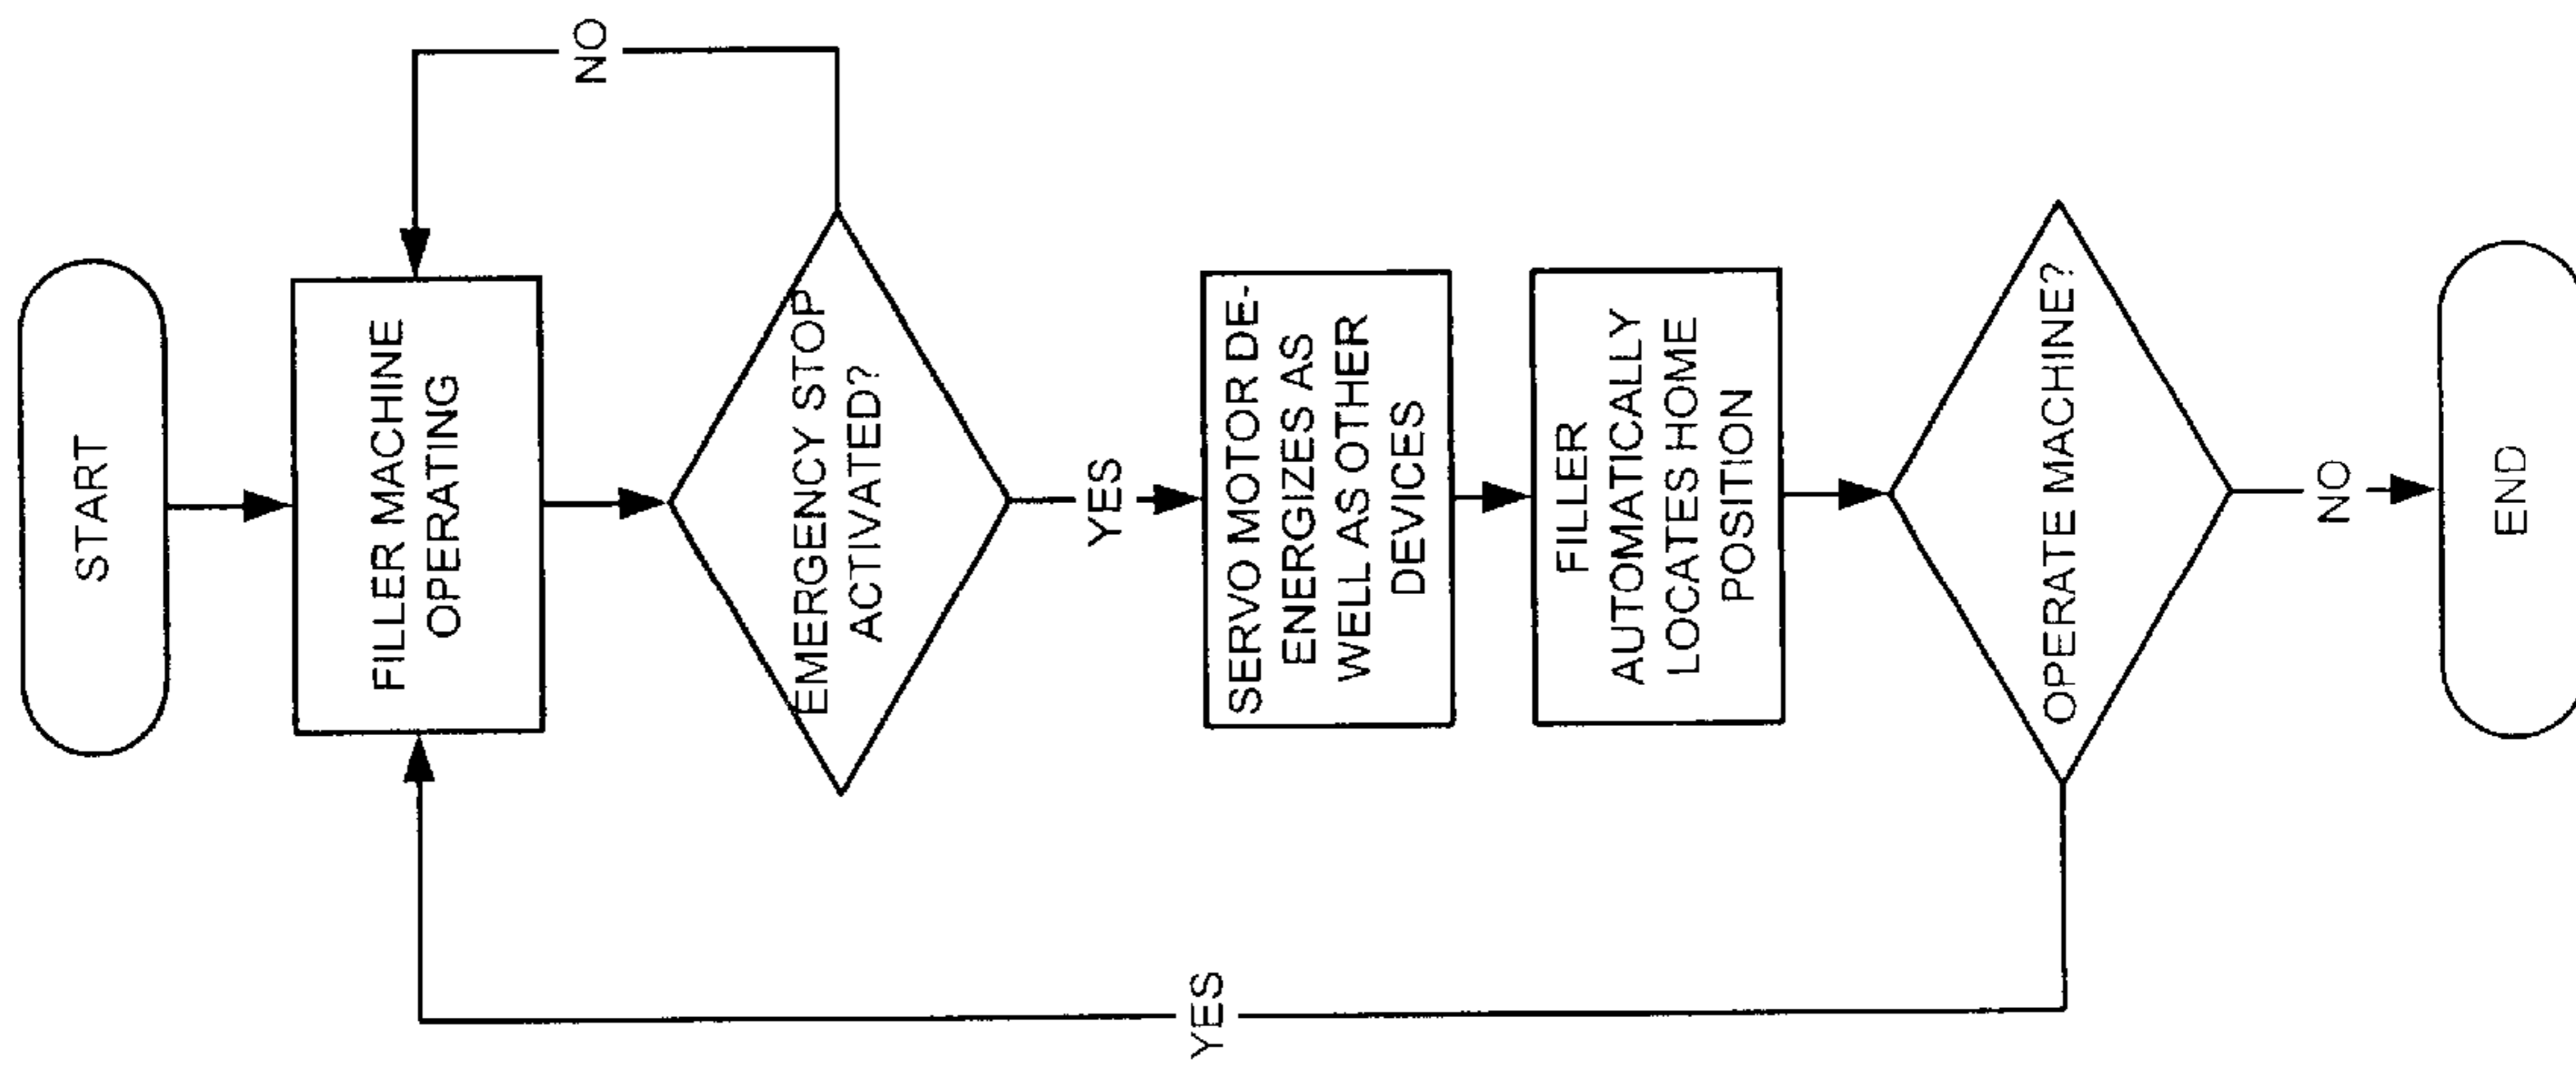 START
FILLER MACHINE
OPERATING
NO
EMERGENCY STOP
ACTIVATED?
YES
SERVO MOTOR DE-
ENERGIZES AS
WELL AS OTHER
DEVICES
FILLER
AUTOMATICALLY
LOCATES HOME
POSITION
OPERATE MACHINE?
YES
NO
END